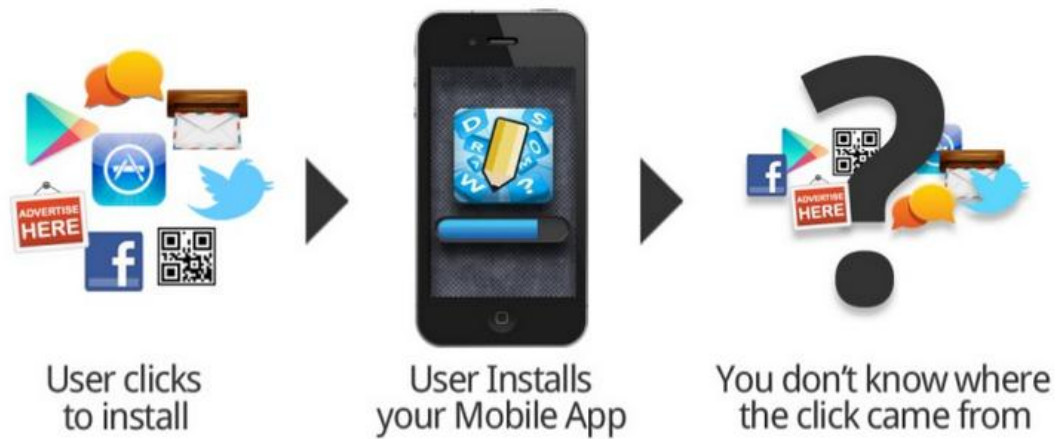 ADVERTISE
HERE
f
D
S
R
O
A
M
W
?
User clicks
to install
User Installs
your Mobile App
?
f
ADVERTISE
HERE
You don't know where
the click came from